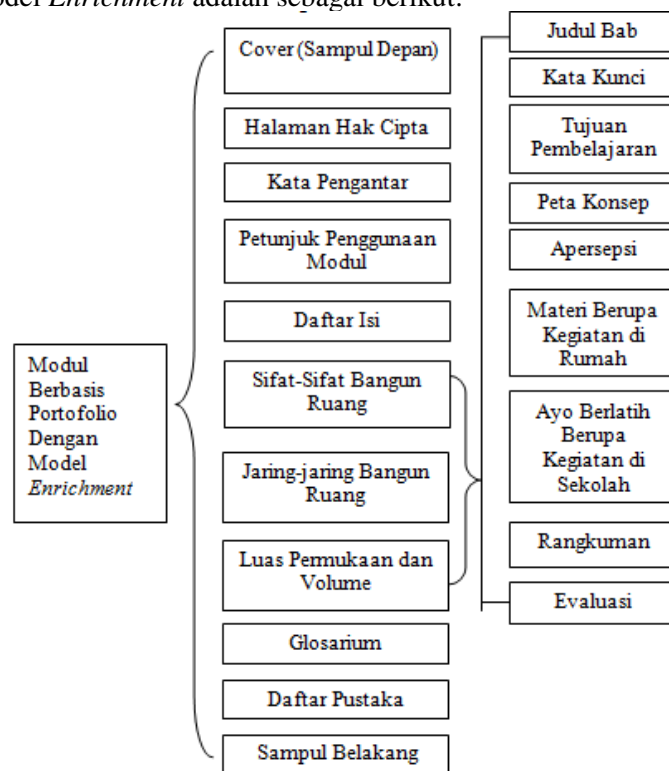 odel Enrichment adalah sebagai berikut:
Modul
Berbasis
Portofolio
Dengan
Model
Enrichment
Cover (Sampul Depan)
Halaman Hak Cipta
Kata Pengantar
Petunjuk Penggunaan
Modul
Daftar Isi
Sifat-Sifat Bangun
Ruang
Jaring-jaring Bangun
Ruang
Luas Permukaan dan
Volume
Glosarium
Daftar Pustaka
Sampul Belakang
Judul Bab
Kata Kunci
Tujuan
Pembelajaran
Peta Konsep
Apersepsi
Materi Berupa
Kegiatan di
Rumah
Ayo Berlatih
Berupa
Kegiatan di
Sekolah
Rangkuman
Evaluasi